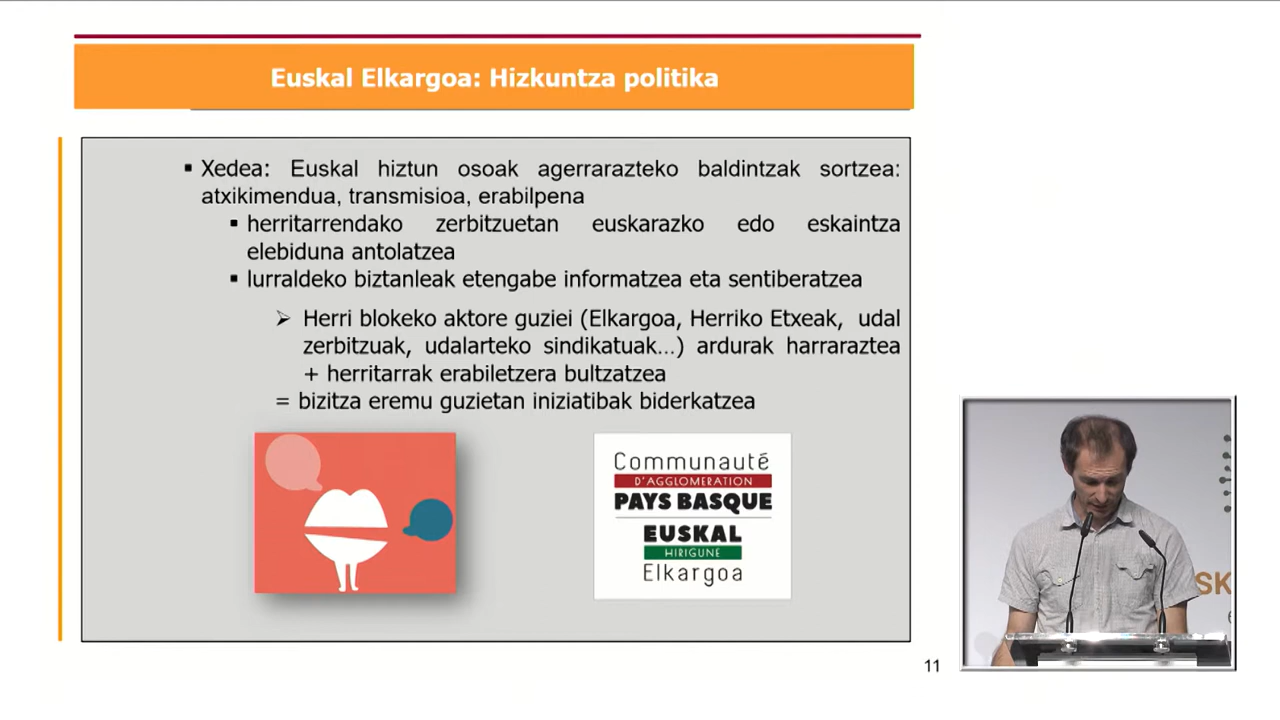 Euskal Elkargoa: Hizkuntza politika
▪ Xedea: Euskal hiztun osoak agerrarazteko baldintzak sortzea:
atxikimendua, transmisioa, erabilpena
▪ herritarrendako zerbitzuetan euskarazko edo eskaintza
elebiduna antolatzea
▪ lurraldeko biztanleak etengabe informatzea eta sentiberatzea
➢ Herri blokeko aktore guziei (Elkargoa, Herriko Etxeak, udal
zerbitzuak, udalarteko sindikatuak...) ardurak harraraztea
+ herritarrak erabiletzera bultzatzea
= bizitza eremu guzietan iniziatibak biderkatzea
Communauté
D'AGGLOMERATION
PAYS BASQUE
EUSKAL
HIRIGUNE
Elkargoa
SK
11